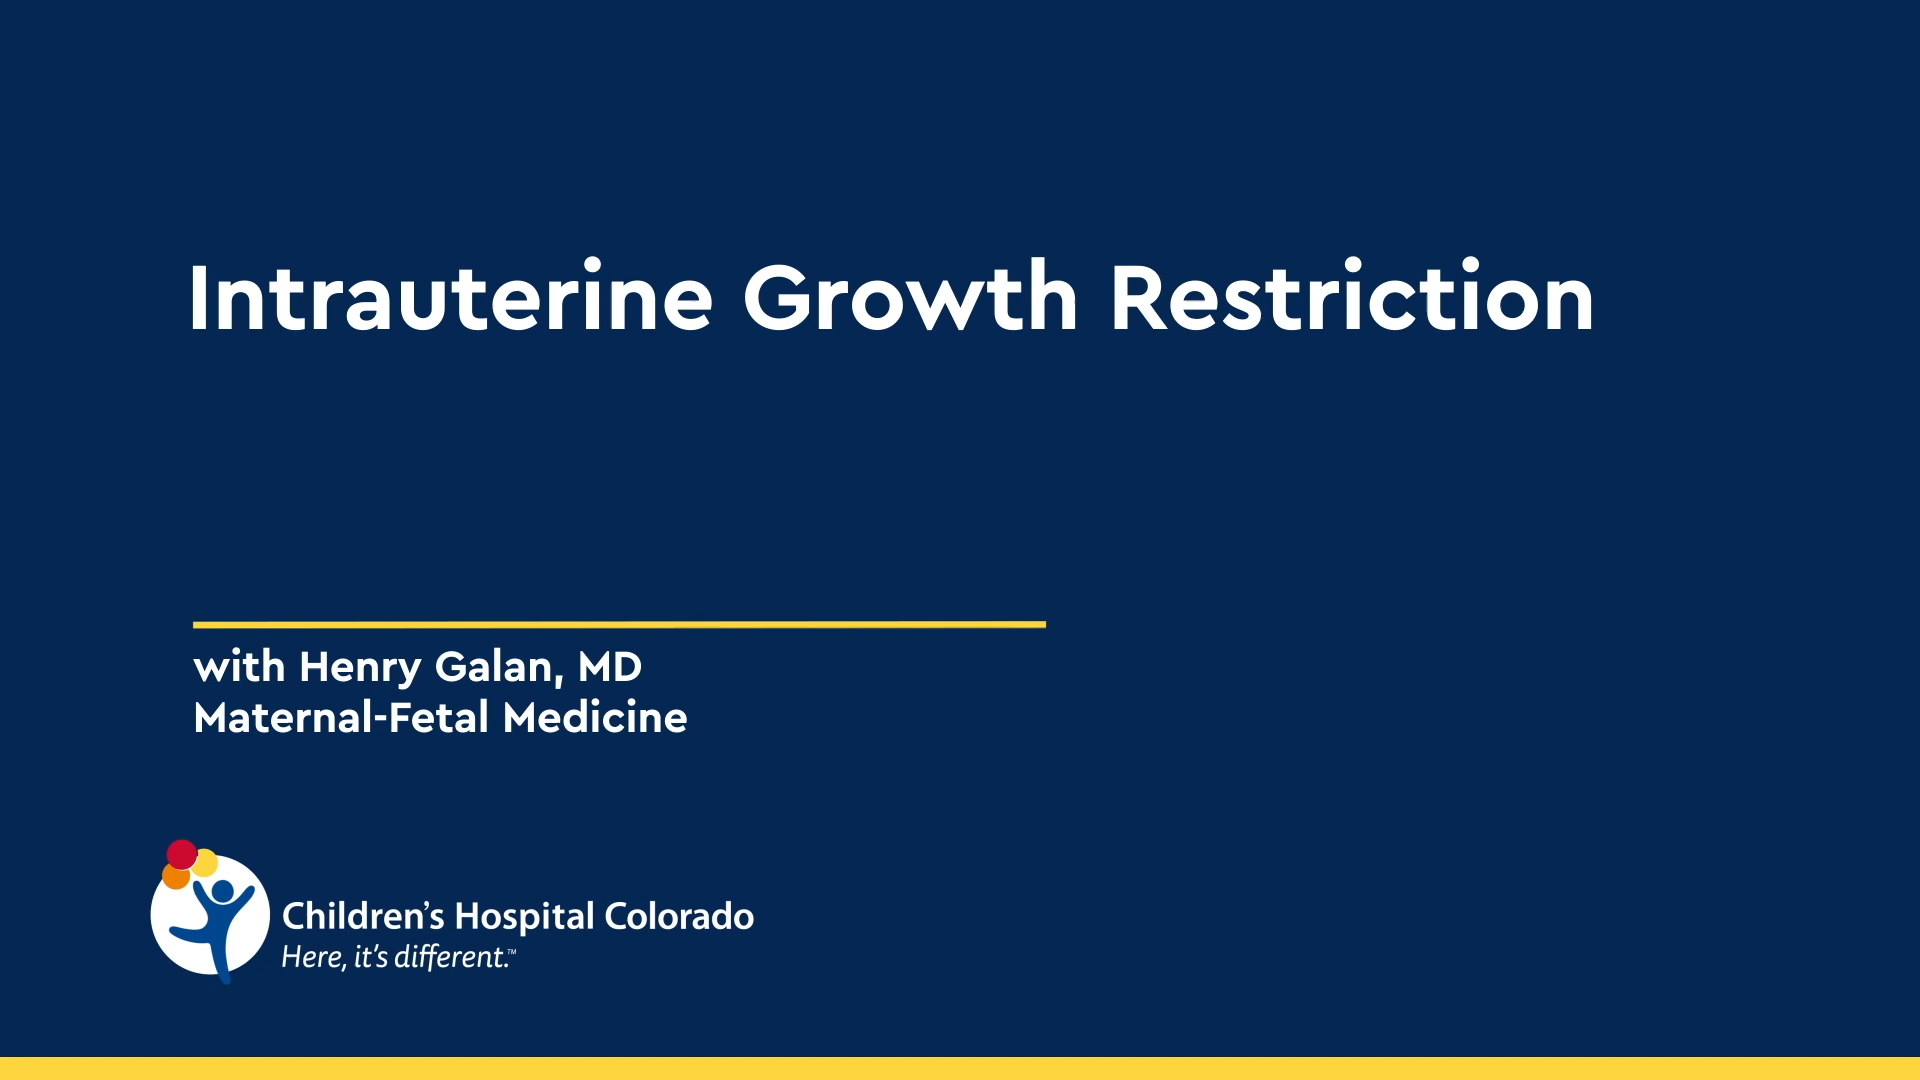 Intrauterine Growth Restriction
with Henry Galan, MD
Maternal-Fetal Medicine
Children’s Hospital Colorado
Here, it’s different.™